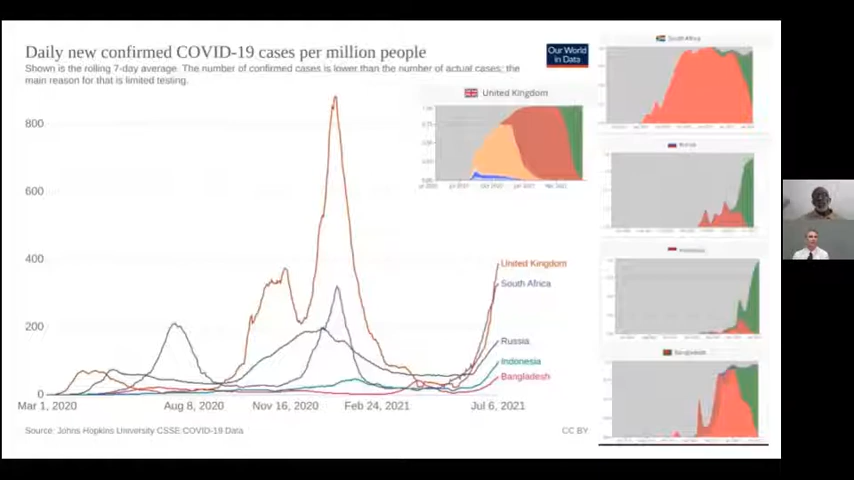 Daily new confirmed COVID-19 cases per million people
Shown is the rolling 7-day average. The number of confirmed cases is lower than the number of actual cases; the
main reason for that is limited testing.
Our World
in Data
United Kingdom
South Africa
Russia
Indonesia
Bangladesh
800
600
400
200
0
United Kingdom
South Africa
Russia
Indonesia
Bangladesh
Mar 1, 2020
Aug 8, 2020
Nov 16, 2020
Feb 24, 2021
Jul 6, 2021
Source: Johns Hopkins University CSSE COVID-19 Data
CC BY